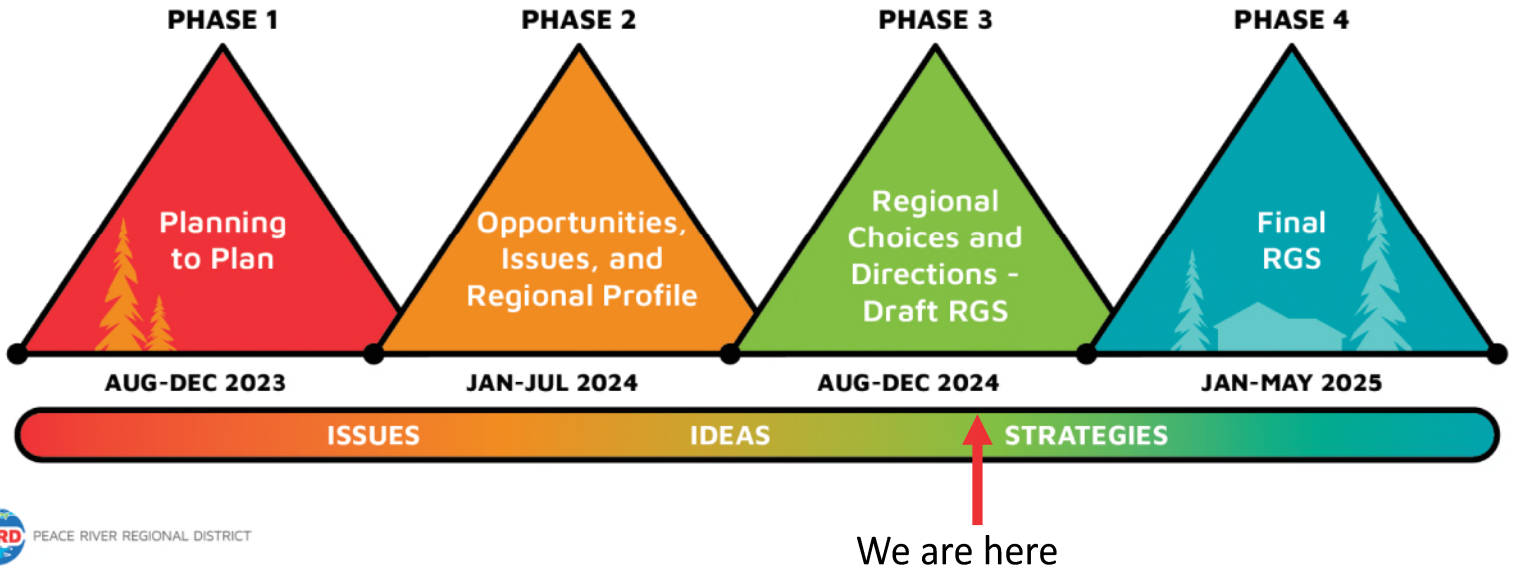 PHASE 1
PHASE 2
PHASE 3
PHASE 4
Planning
to Plan
Opportunities,
Issues, and
Regional Profile
Regional
Choices and
Directions -
Draft RGS
Final
RGS
AUG-DEC 2023
JAN-JUL 2024
AUG-DEC 2024
JAN-MAY 2025
ISSUES
IDEAS
STRATEGIES
RD
PEACE RIVER REGIONAL DISTRICT
We are here